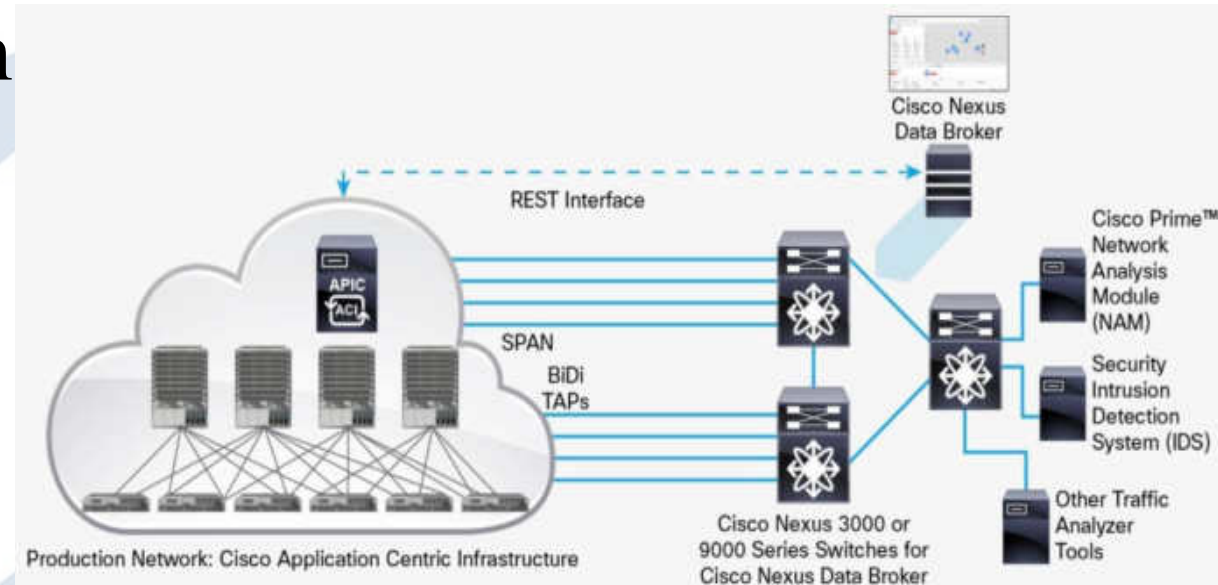 Cisco Nexus
Data Broker
REST Interface
APIC
ACI
SPAN
BiDi
TAPs
Cisco Prime™
Network
Analysis
Module
(NAM)
Security
Intrusion
Detection
System (IDS)
Other Traffic
Analyzer
Tools
Cisco Nexus 3000 or
9000 Series Switches for
Cisco Nexus Data Broker
Production Network: Cisco Application Centric Infrastructure